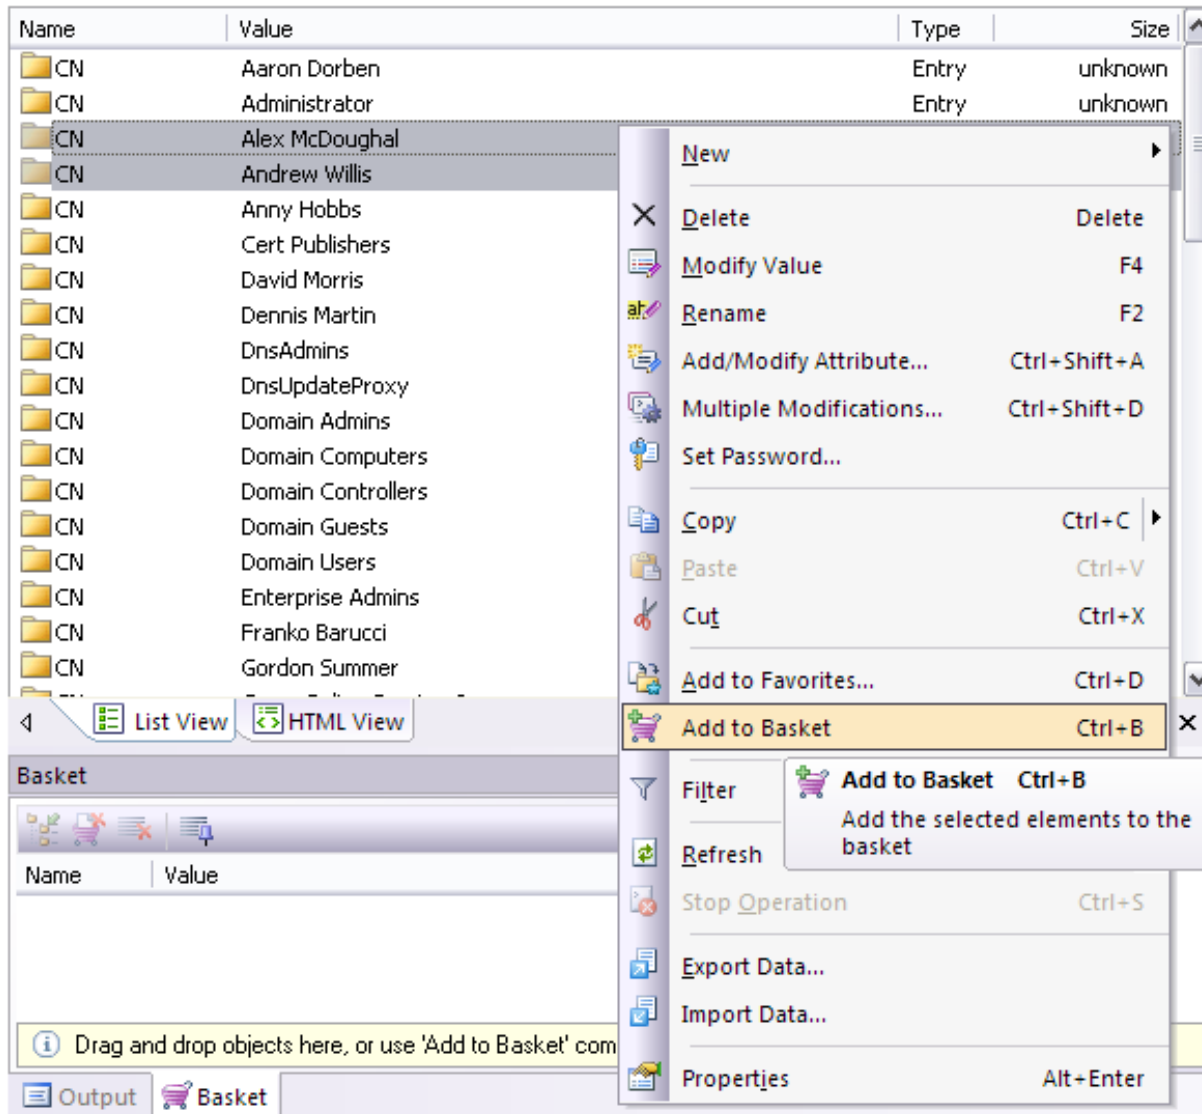 Name Value Type Size
CN Aaron Dorben Entry unknown
CN Administrator Entry unknown
CN Alex McDoughal
CN Andrew Willis
CN Anny Hobbs
CN Cert Publishers
CN David Morris
CN Dennis Martin
CN DnsAdmins
CN DnsUpdateProxy
CN Domain Admins
CN Domain Computers
CN Domain Controllers
CN Domain Guests
CN Domain Users
CN Enterprise Admins
CN Franko Barucci
CN Gordon Summer
New
Delete Delete
Modify Value F4
Rename F2
Add/Modify Attribute... Ctrl+Shift+A
Multiple Modifications... Ctrl+Shift+D
Set Password...
Copy Ctrl+C
Paste Ctrl+V
Cut Ctrl+X
Add to Favorites... Ctrl+D
Add to Basket Ctrl+B
Filter
Refresh
Stop Operation Ctrl+S
Export Data...
Import Data...
Properties Alt+Enter
Add to Basket Ctrl+B
Add the selected elements to the
basket
List View HTML View
Basket
Name Value
Drag and drop objects here, or use 'Add to Basket' com
Output Basket